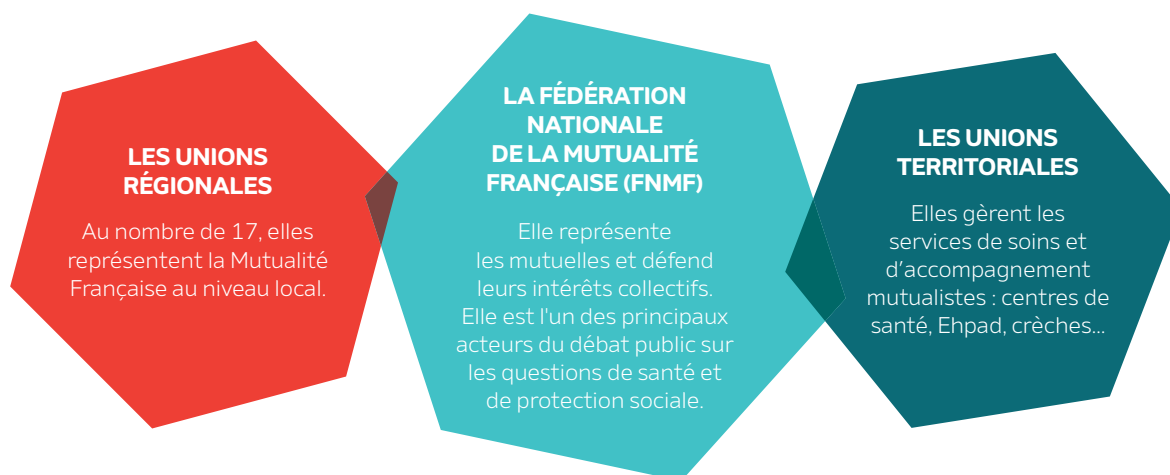 LES UNIONS
RÉGIONALES
Au nombre de 17, elles
représentent la Mutualité
Française au niveau local.
LA FÉDÉRATION
NATIONALE
DE LA MUTUALITÉ
FRANÇAISE (FNMF)
Elle représente
les mutuelles et défend
leurs intérêts collectifs.
Elle est l'un des principaux
acteurs du débat public sur
les questions de santé et
de protection sociale.
LES UNIONS
TERRITORIALES
Elles gèrent les
services de soins et
d’accompagnement
mutualistes : centres de
santé, Ehpad, crèches...